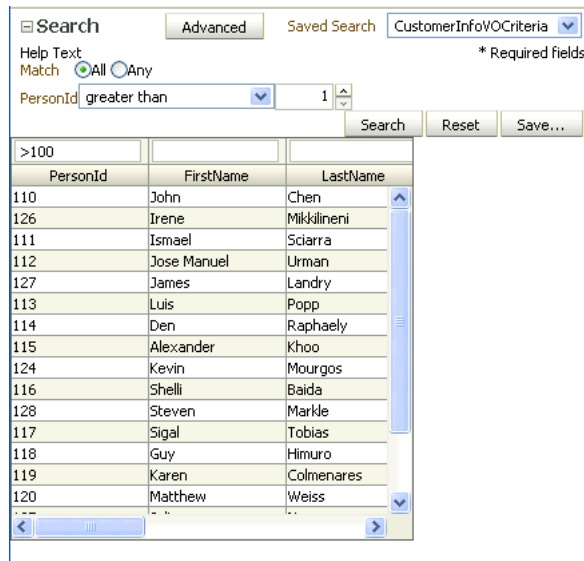 Search Advanced Saved Search CustomerInfoVOCriteria
Help Text * Required fields
Match All Any
PersonId greater than 1
Search Reset Save...
>100
PersonId FirstName LastName
110 John Chen
126 Irene Mikkilineni
111 Ismael Sciarra
112 Jose Manuel Urman
127 James Landry
113 Luis Popp
114 Den Raphaely
115 Alexander Khoo
124 Kevin Mourgos
116 Shelli Baida
128 Steven Markle
117 Sigal Tobias
118 Guy Himuro
119 Karen Colmenares
120 Matthew Weiss